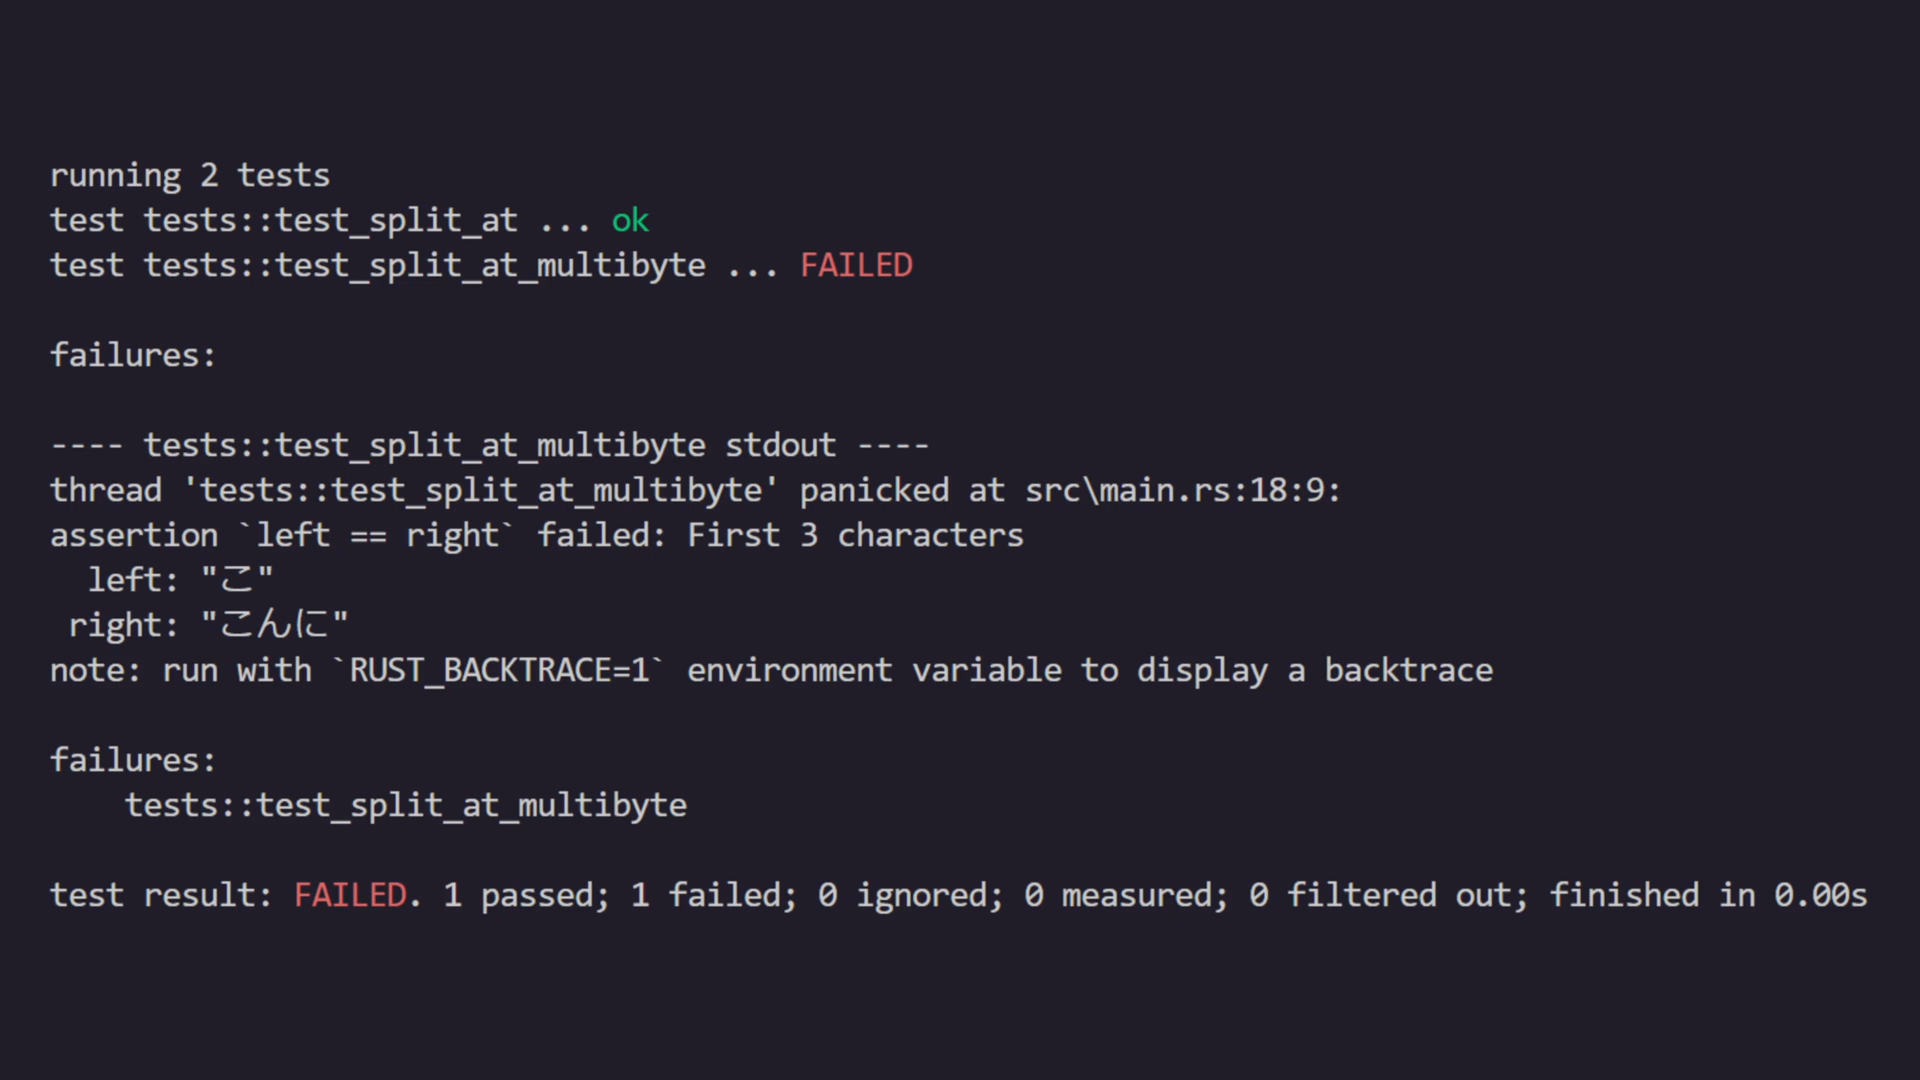 running 2 tests
test tests::test_split_at ... ok
test tests::test_split_at_multibyte ... FAILED
failures:
---- tests::test_split_at_multibyte stdout ----
thread 'tests::test_split_at_multibyte' panicked at src\main.rs:18:9:
assertion `left == right` failed: First 3 characters
  left: "こ"
 right: "こんに"
note: run with `RUST_BACKTRACE=1` environment variable to display a backtrace
failures:
    tests::test_split_at_multibyte
test result: FAILED. 1 passed; 1 failed; 0 ignored; 0 measured; 0 filtered out; finished in 0.00s